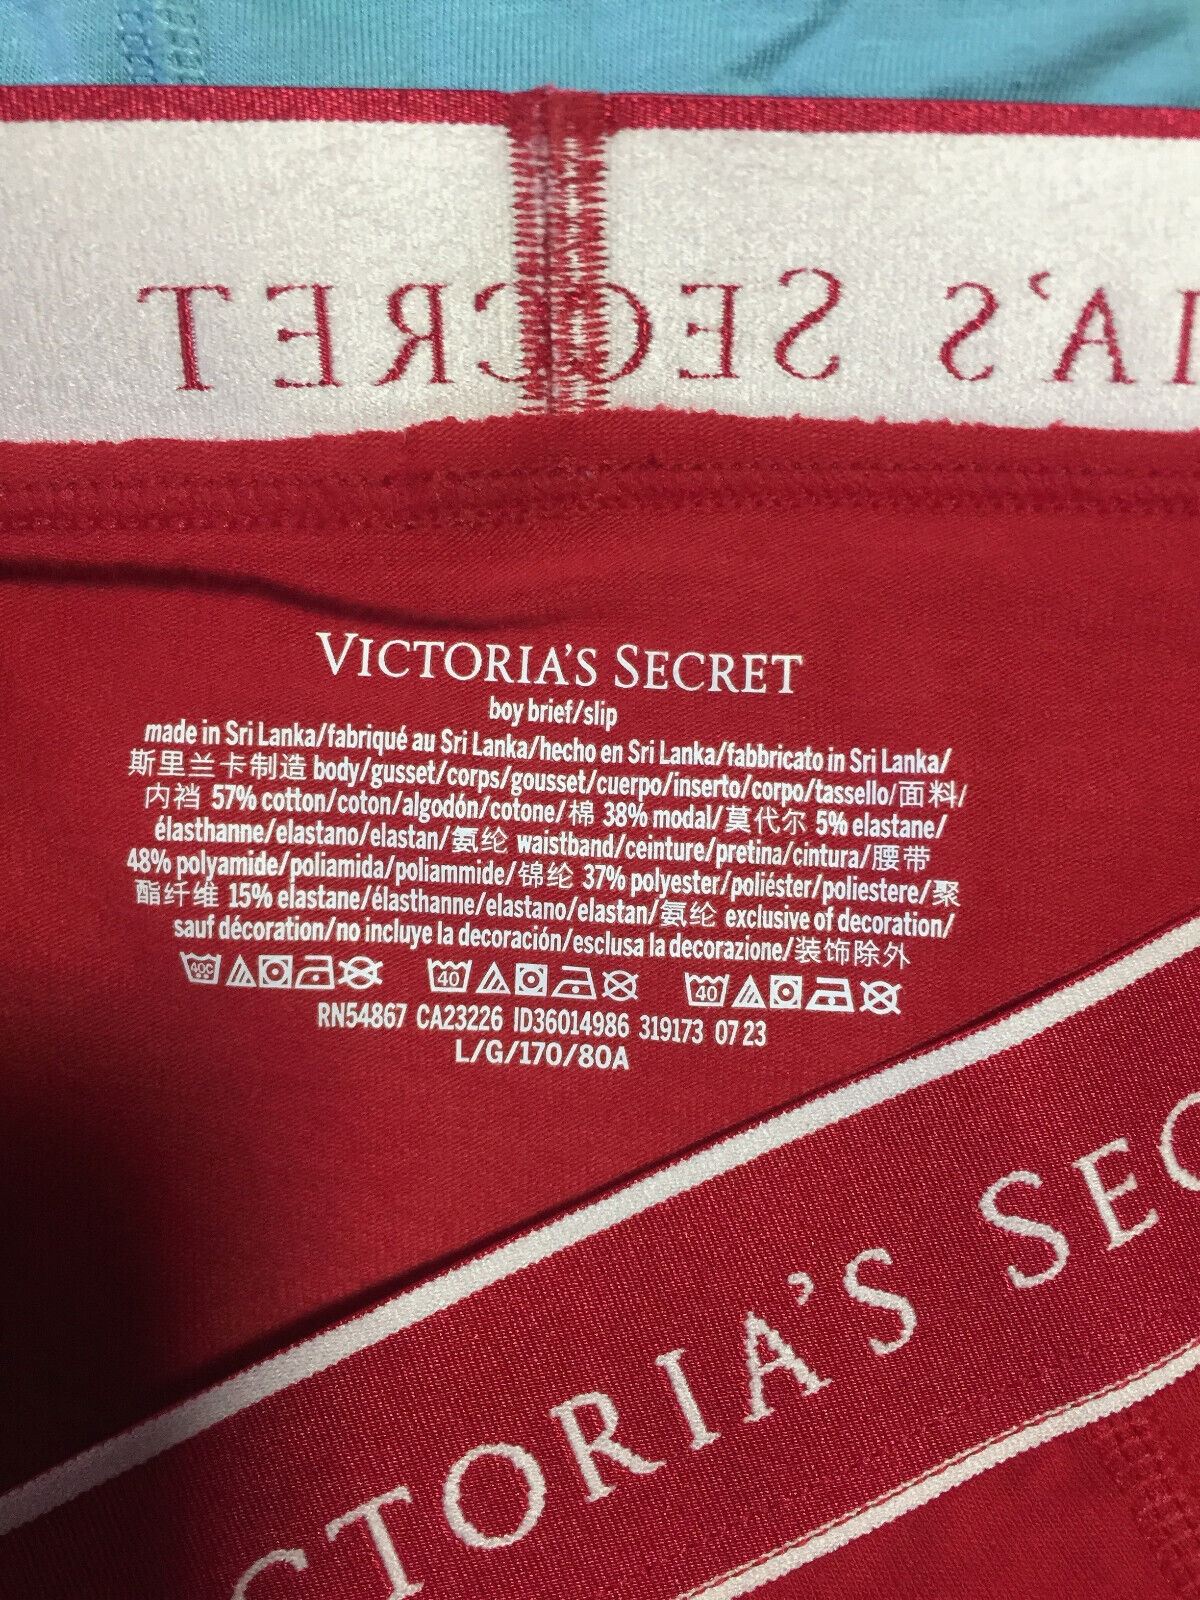 IA'S SECRET
VICTORIA'S SECRET
boy brief/slip
made in Sri Lanka/fabriqué au Sri Lanka/hecho en Sri Lanka/fabbricato in Sri Lanka/
斯里兰卡制造 body/gusset/corps/gousset/cuerpo/inserto/corpo/tassello/面料/
内裆 57% cotton/coton/algodón/cotone/棉 38% modal/莫代尔 5% elastane/
élasthanne/elastano/elastan/氨纶 waistband/ceinture/pretina/cintura/腰带
48% polyamide/poliamida/poliammide/锦纶 37% polyester/poliéster/poliestere/聚
酯纤维 15% elastane/élasthanne/elastano/elastan/氨纶 exclusive of decoration/
sauf décoration/no incluye la decoración/esclusa la decorazione/装饰除外
40C 40 40
RN54867 CA23226 ID36014986 319173 07 23
L/G/170/80A
CTORIA'S SEC